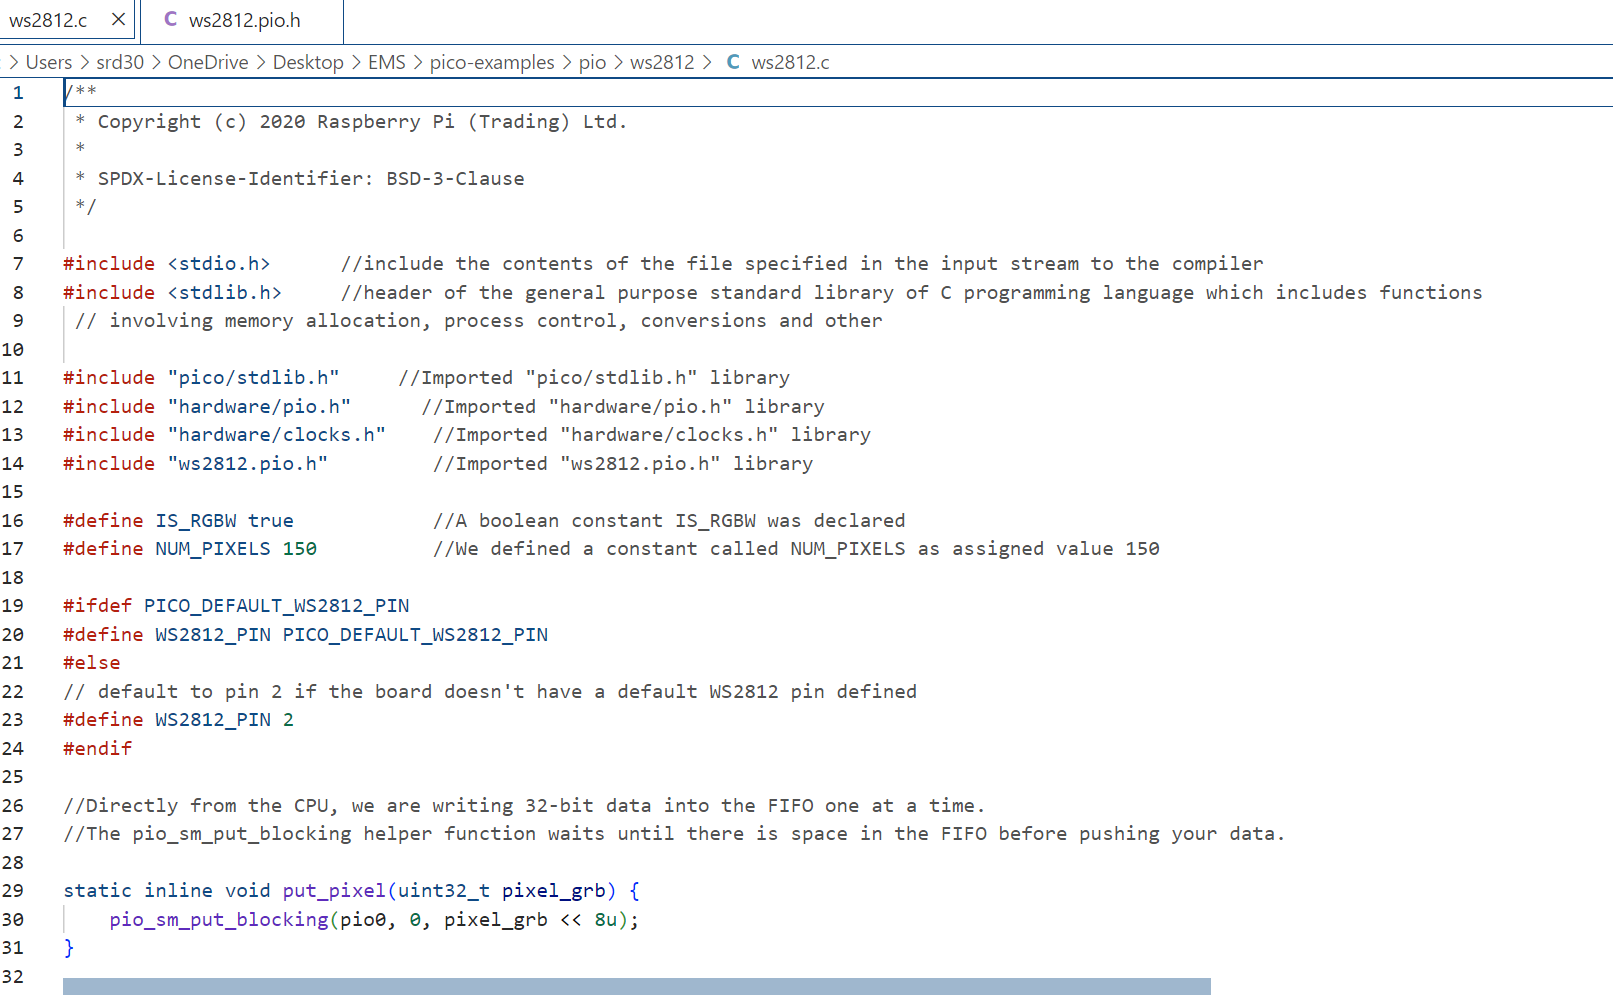 ws2812.c
C ws2812.pio.h
> Users > srd30 > OneDrive > Desktop > EMS > pico-examples > pio > ws2812 > C ws2812.c
1 /**
2 * Copyright (c) 2020 Raspberry Pi (Trading) Ltd.
3 *
4 * SPDX-License-Identifier: BSD-3-Clause
5 */
6
7 #include <stdio.h> //include the contents of the file specified in the input stream to the compiler
8 #include <stdlib.h> //header of the general purpose standard library of C programming language which includes functions
9 // involving memory allocation, process control, conversions and other
10
11 #include "pico/stdlib.h" //Imported "pico/stdlib.h" library
12 #include "hardware/pio.h" //Imported "hardware/pio.h" library
13 #include "hardware/clocks.h" //Imported "hardware/clocks.h" library
14 #include "ws2812.pio.h" //Imported "ws2812.pio.h" library
15
16 #define IS_RGBW true //A boolean constant IS_RGBW was declared
17 #define NUM_PIXELS 150 //We defined a constant called NUM_PIXELS as assigned value 150
18
19 #ifdef PICO_DEFAULT_WS2812_PIN
20 #define WS2812_PIN PICO_DEFAULT_WS2812_PIN
21 #else
22 // default to pin 2 if the board doesn't have a default WS2812 pin defined
23 #define WS2812_PIN 2
24 #endif
25
26 //Directly from the CPU, we are writing 32-bit data into the FIFO one at a time.
27 //The pio_sm_put_blocking helper function waits until there is space in the FIFO before pushing your data.
28
29 static inline void put_pixel(uint32_t pixel_grb) {
30 pio_sm_put_blocking(pio0, 0, pixel_grb << 8u);
31 }
32